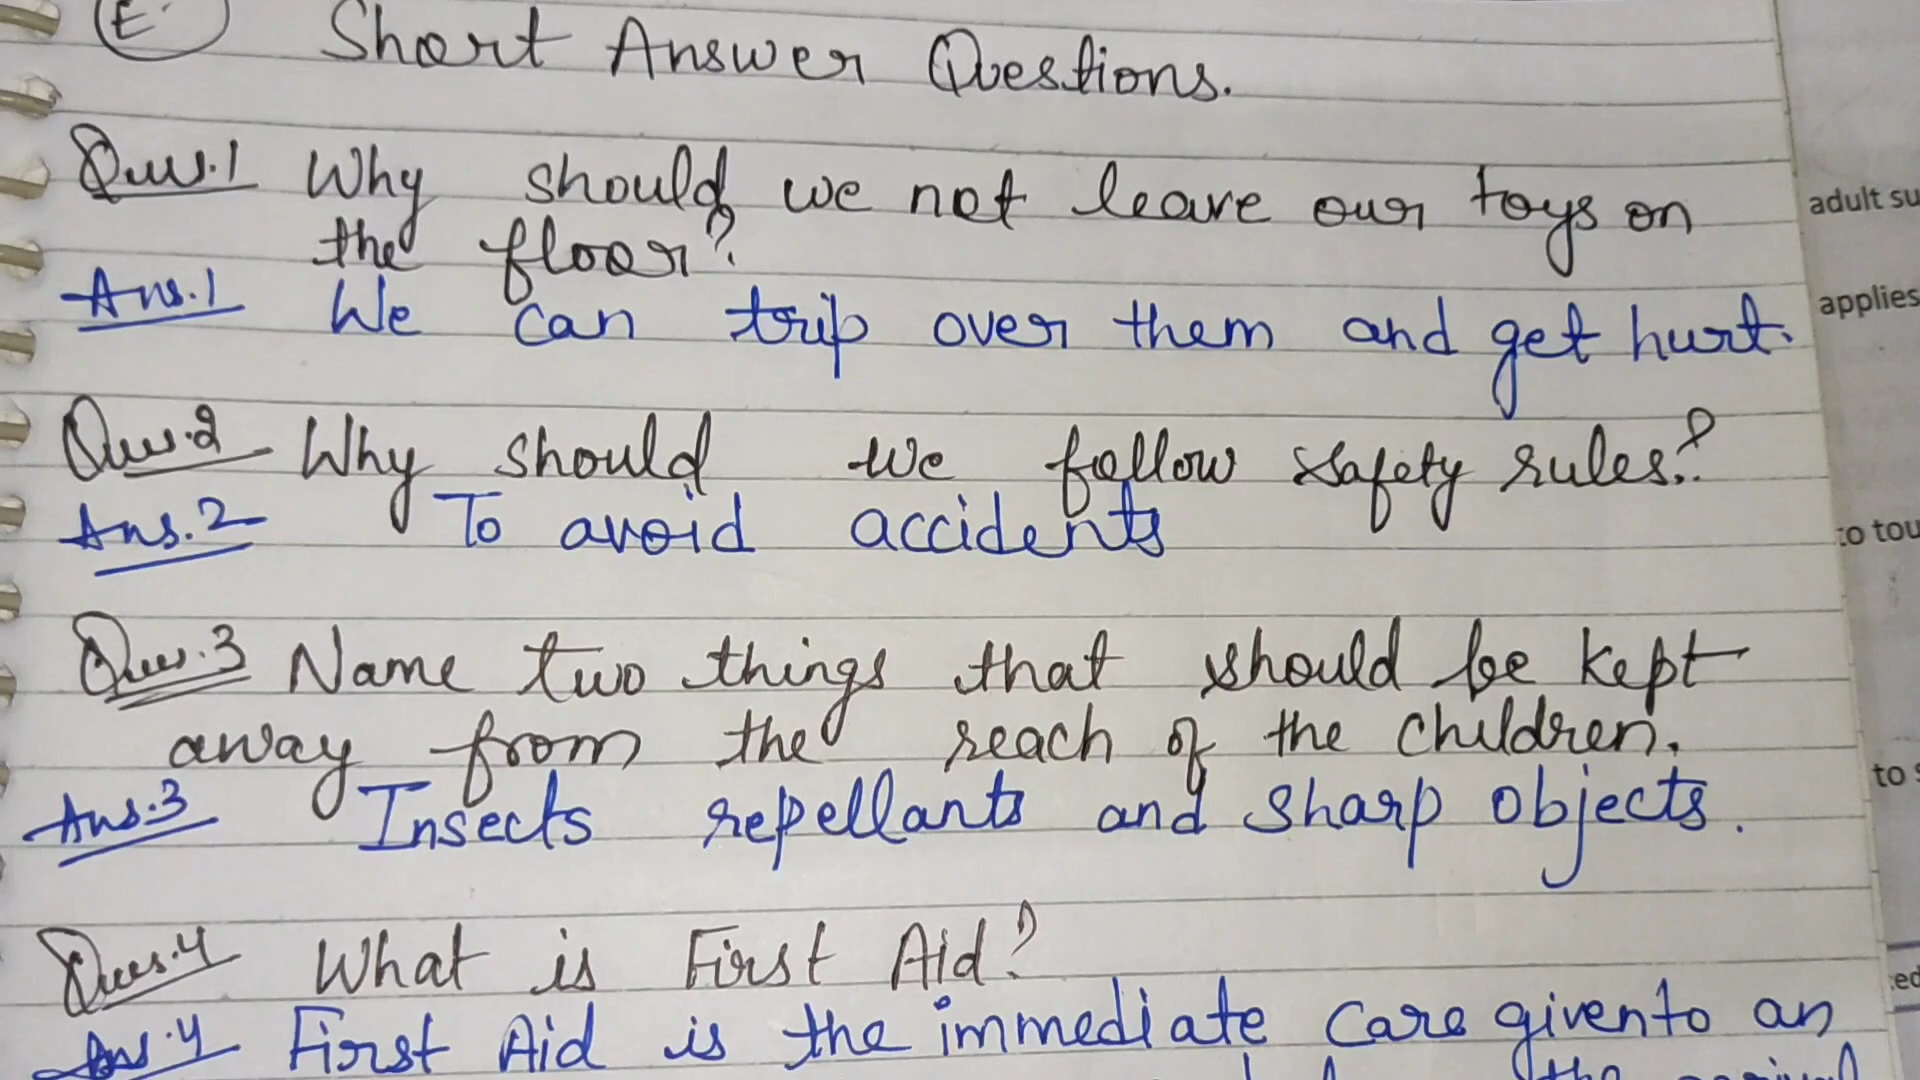 E. Short Answer Questions.
Ques.1 Why should we not leave our toys on
the floor?
Ans.1 We can trip over them and get hurt.
Ques.2 Why should we follow safety rules.?
Ans.2 To avoid accidents
Ques.3 Name two things that should be kept
away from the reach of the children.
Ans.3 Insects repellants and sharp objects.
Ques.4 What is First Aid?
Ans.4 First Aid is the immediate care given to an
the
adult su
applies
to tou
to s